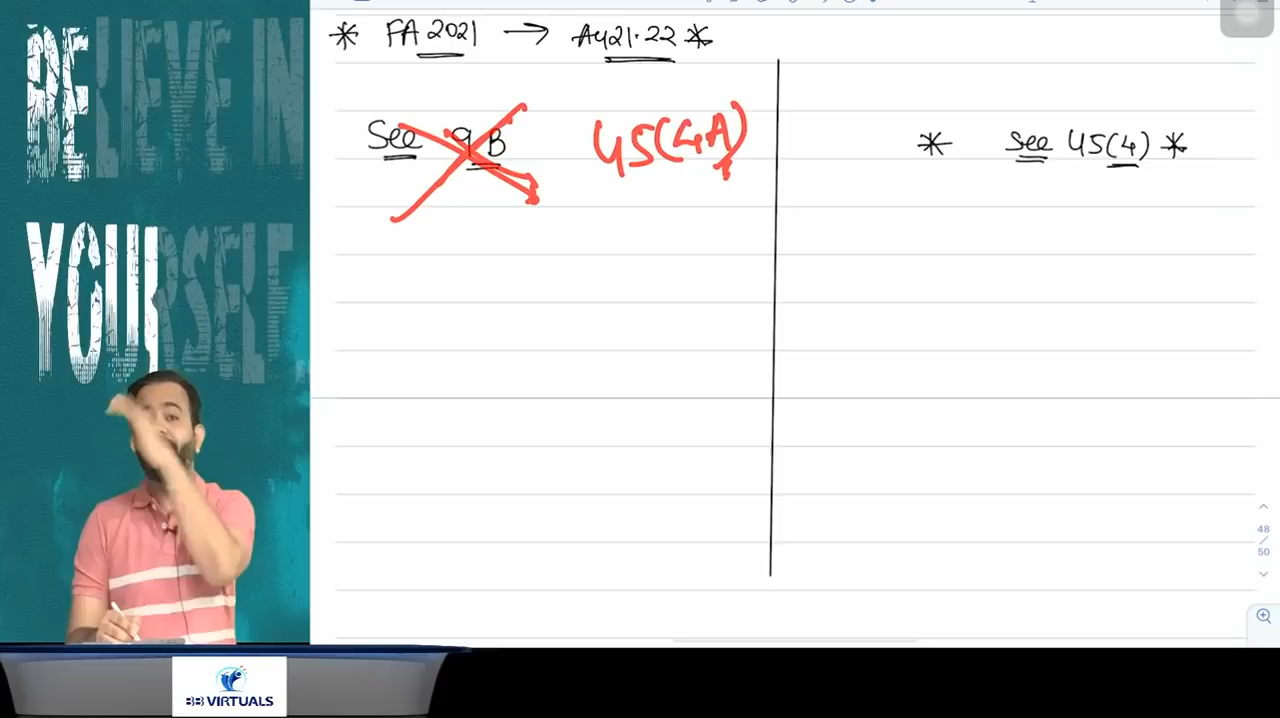 BELIEVE IN
YOURSELF
* FA 2021 → AY21.22 *
See 9B 45(4A)
* See 45(4) *
48
/
50
BB VIRTUALS